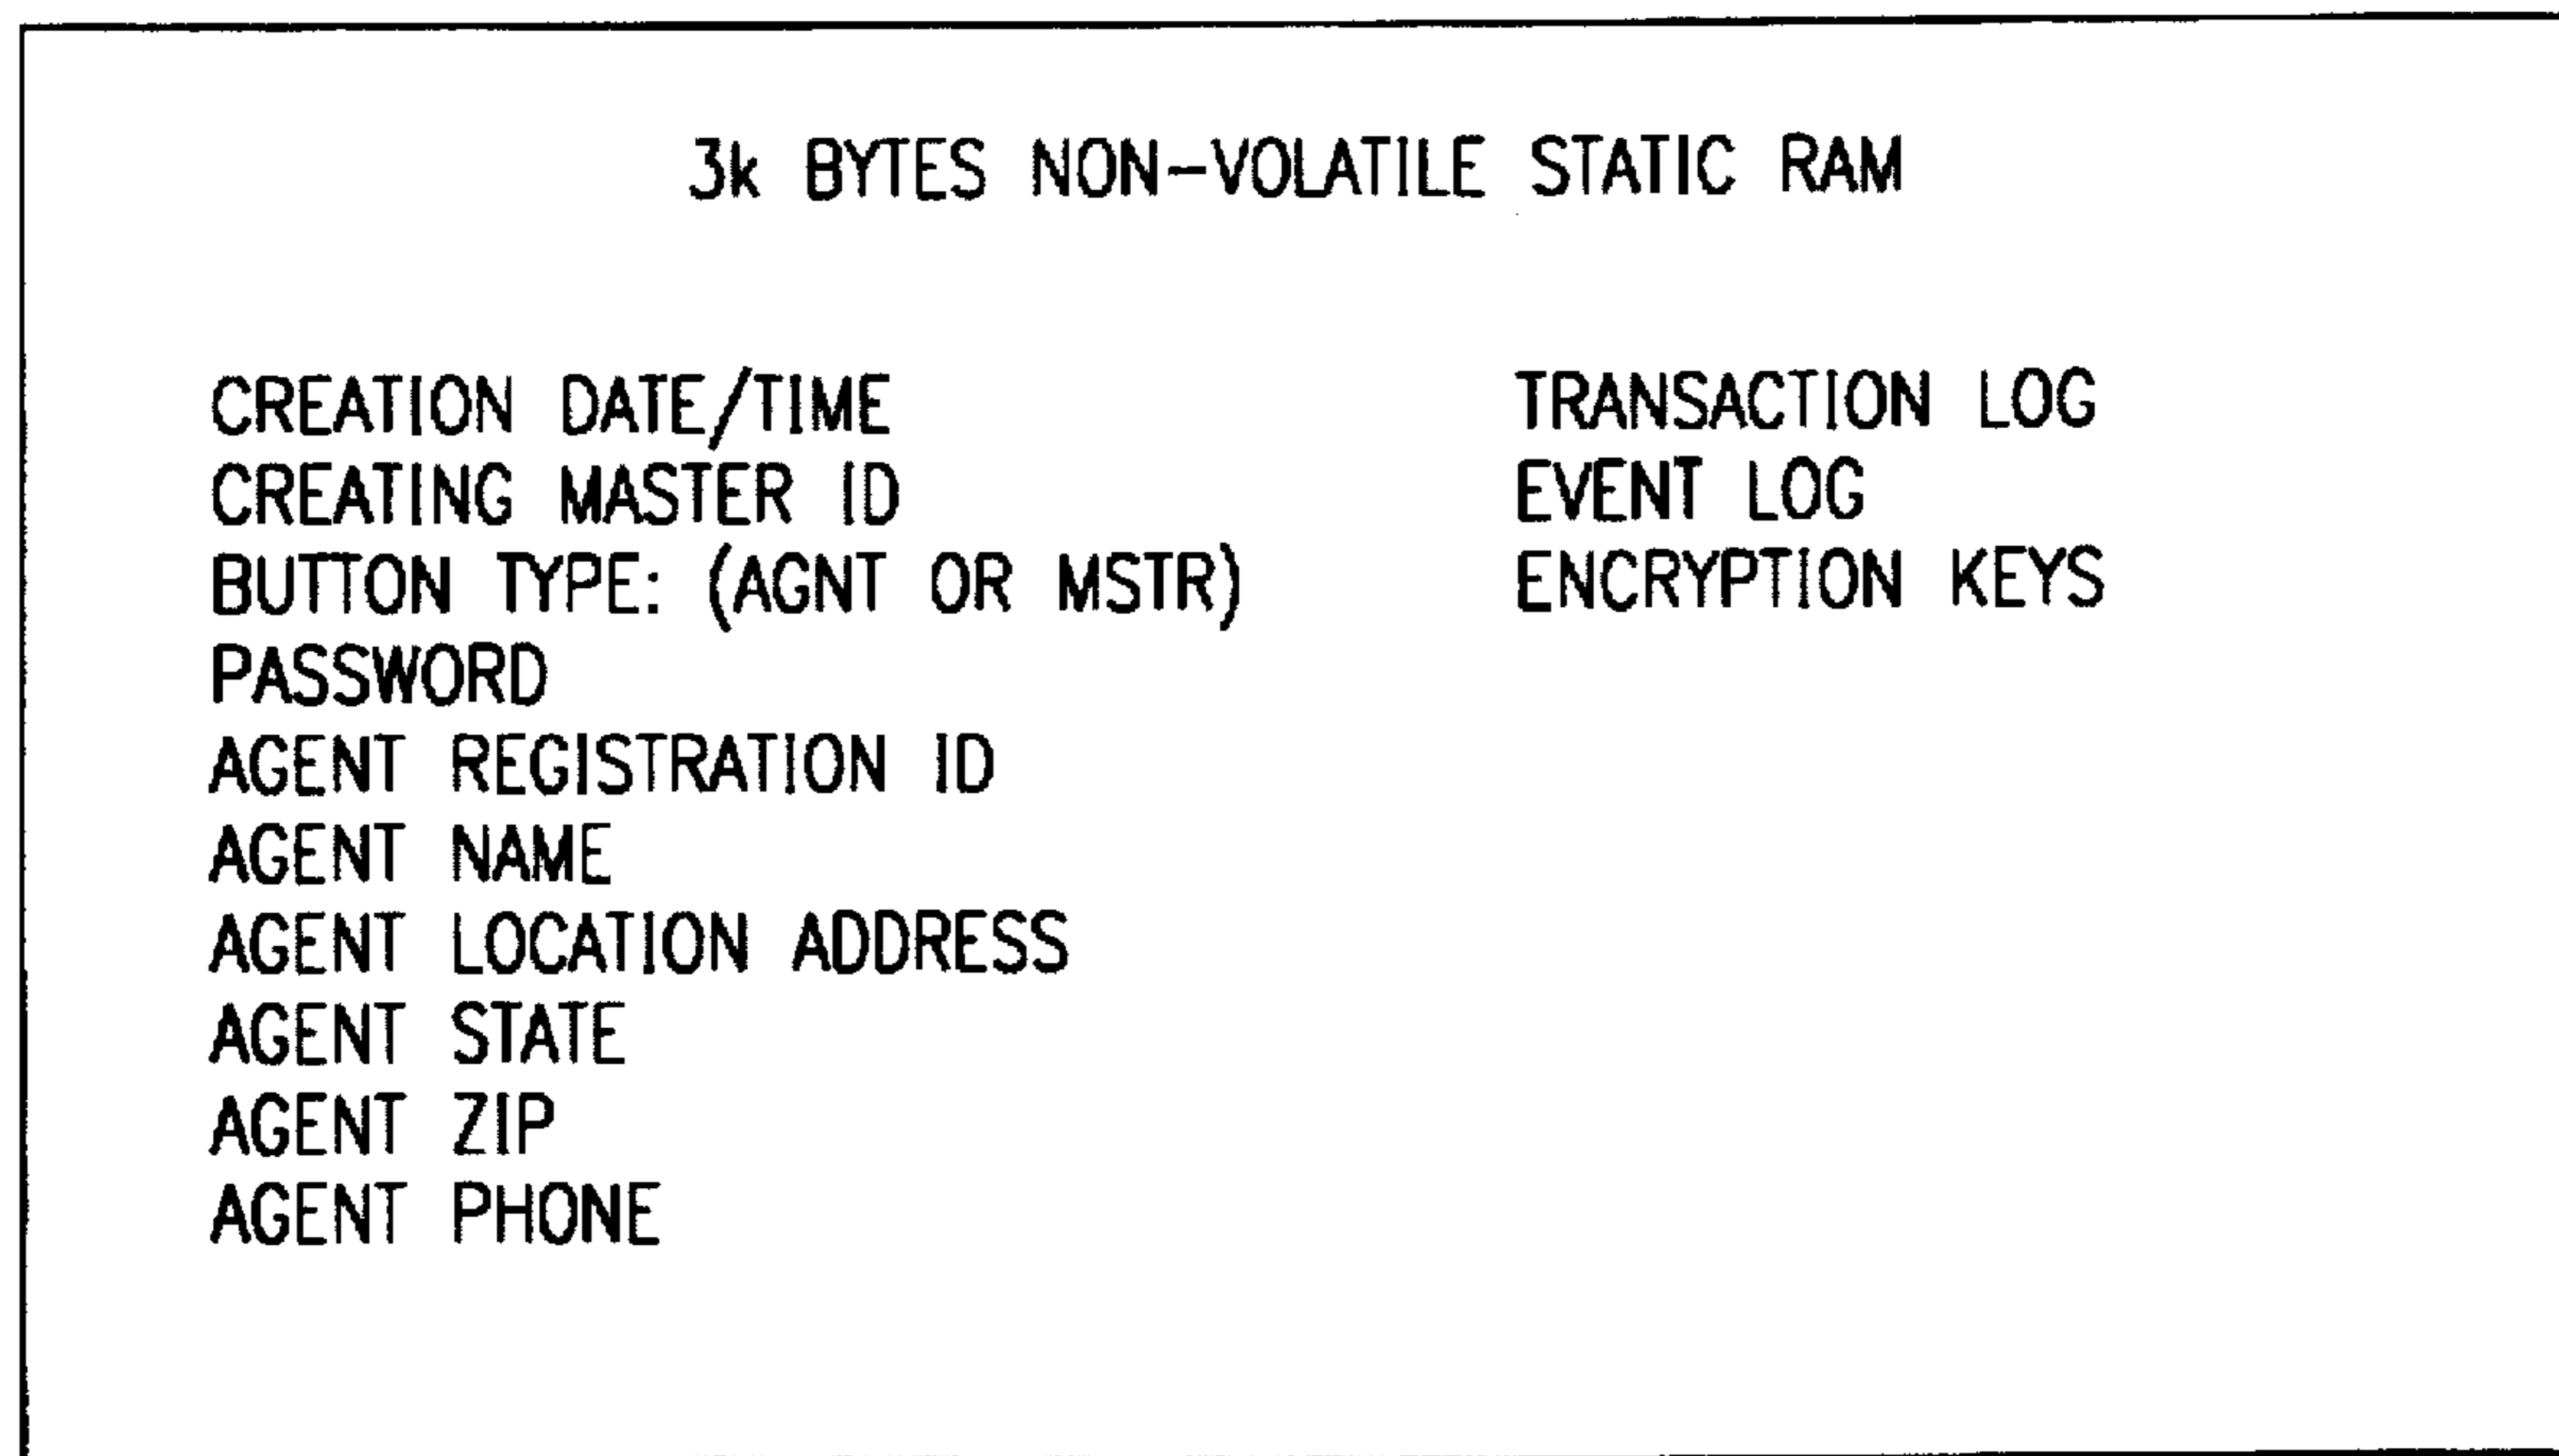 3k BYTES NON-VOLATILE STATIC RAM
CREATION DATE/TIME
CREATING MASTER ID
BUTTON TYPE: (AGNT OR MSTR)
PASSWORD
AGENT REGISTRATION ID
AGENT NAME
AGENT LOCATION ADDRESS
AGENT STATE
AGENT ZIP
AGENT PHONE
TRANSACTION LOG
EVENT LOG
ENCRYPTION KEYS